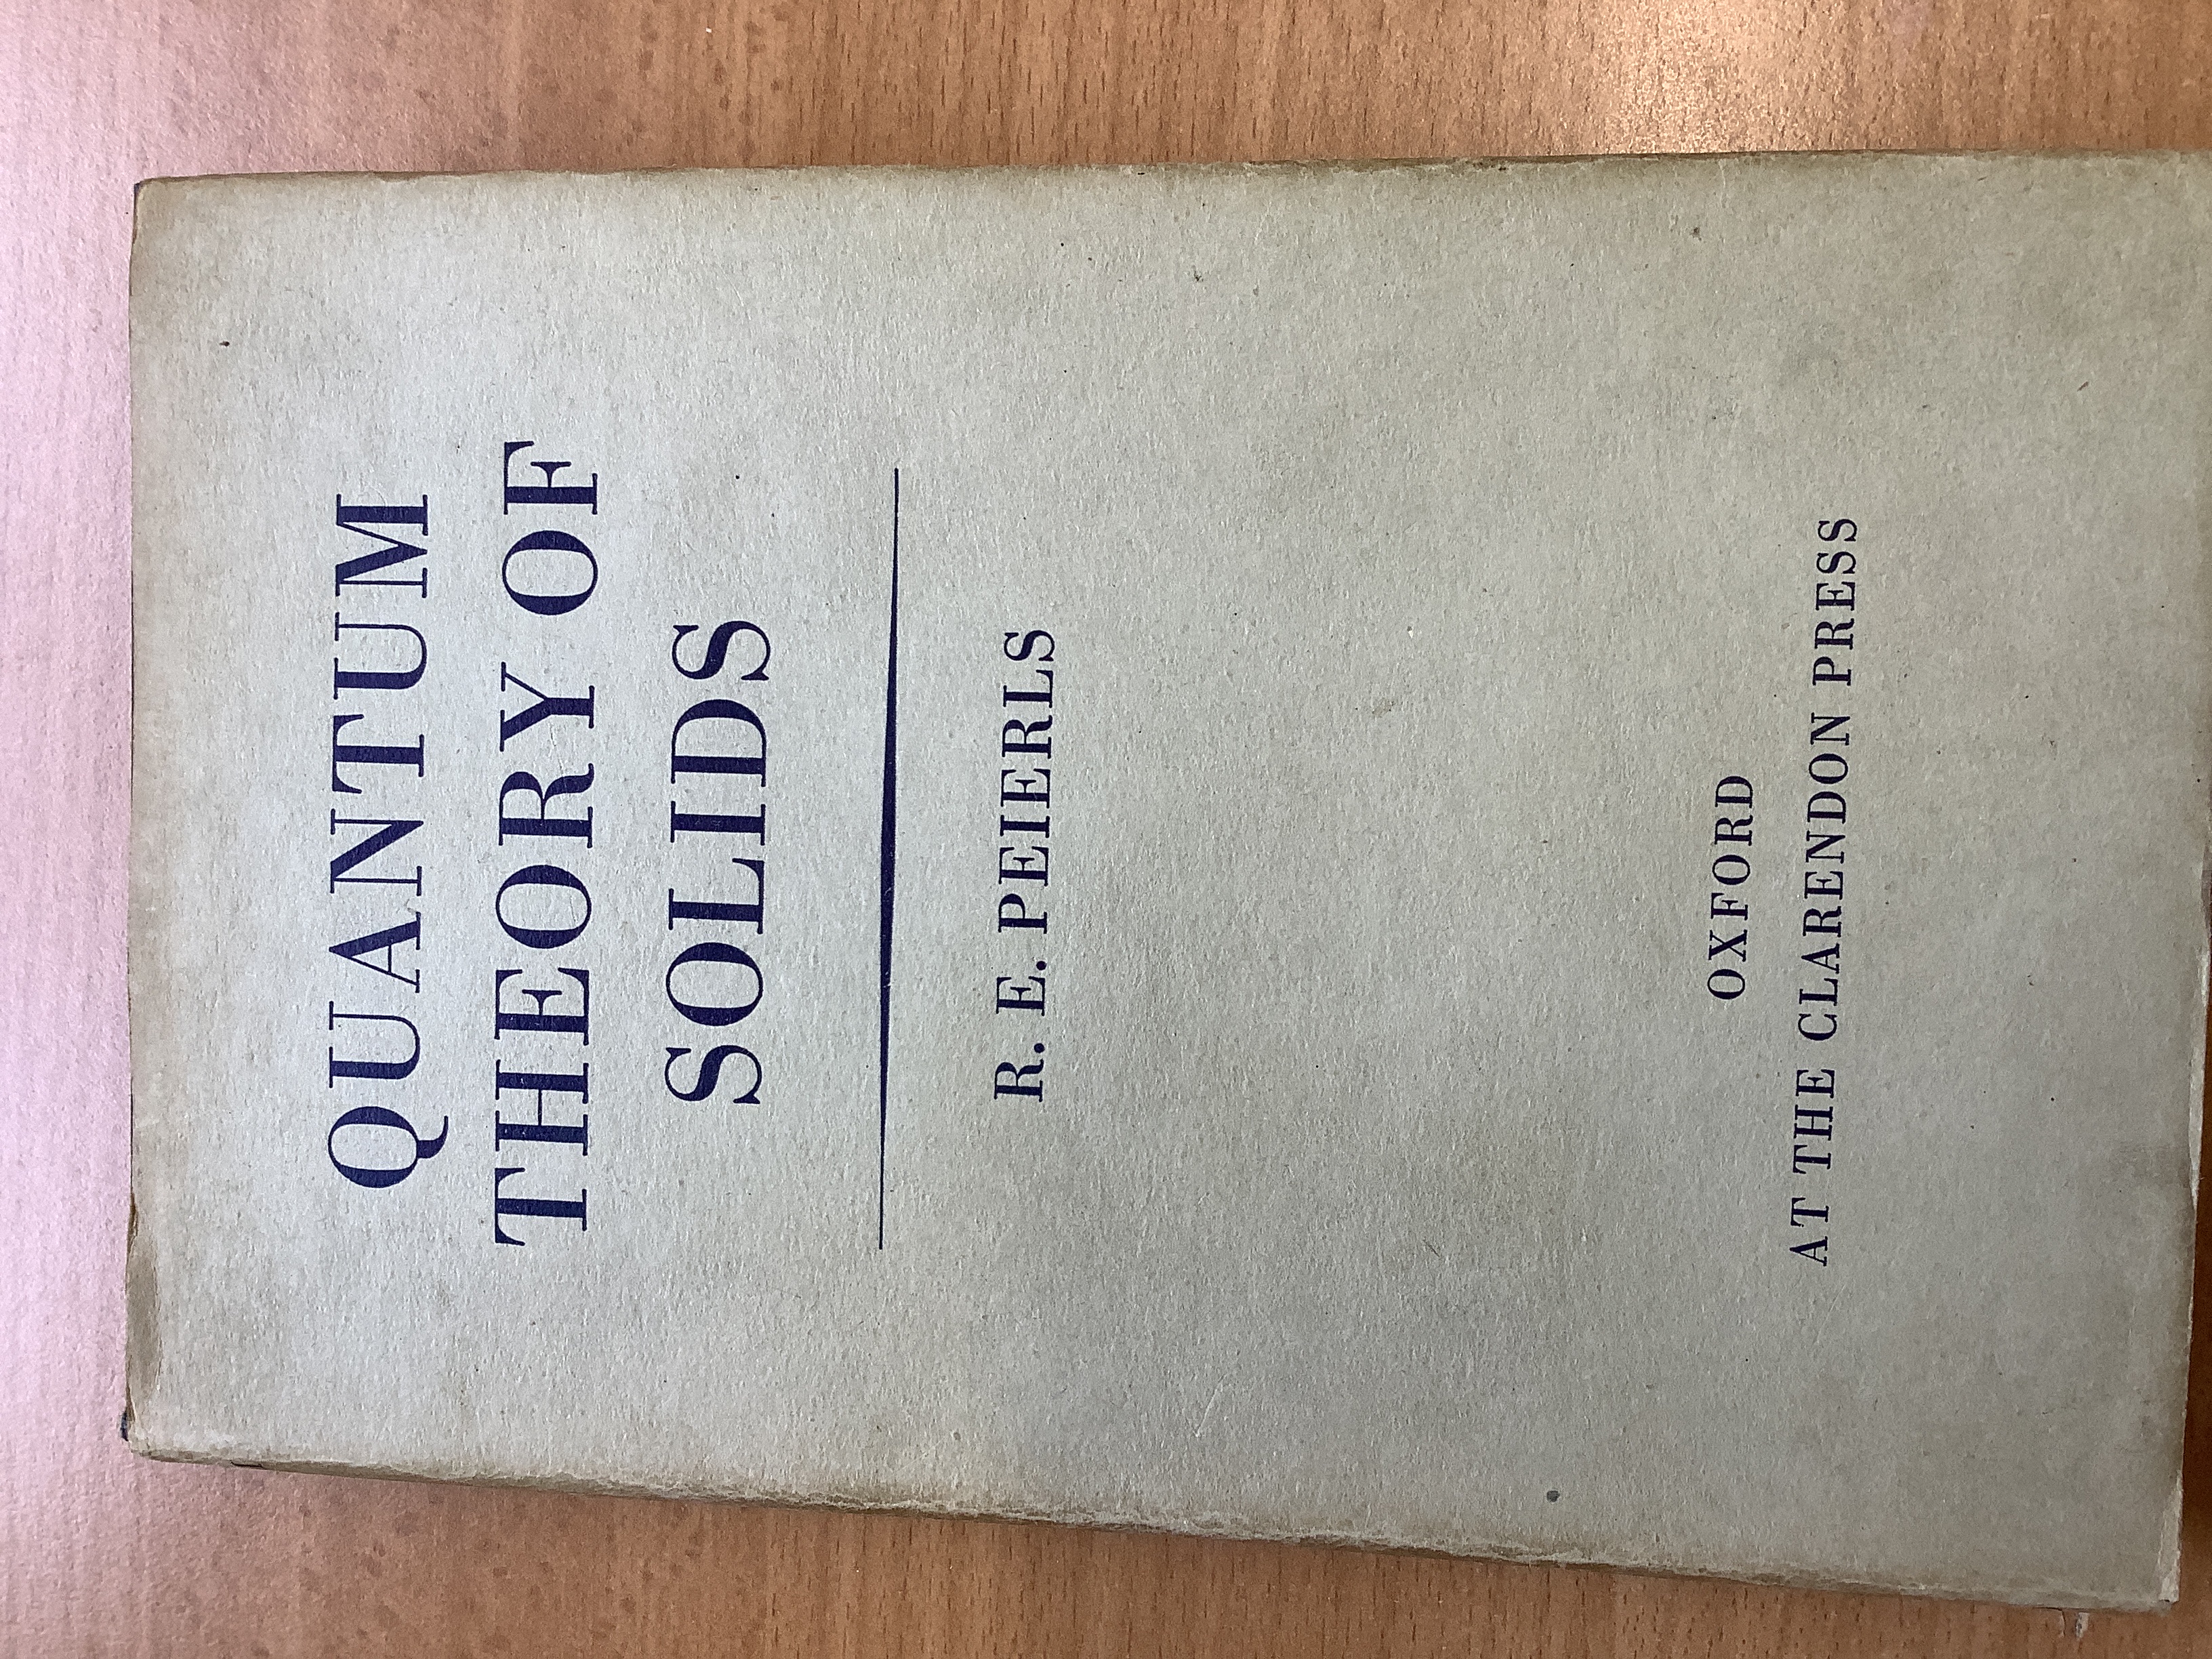 QUANTUM
THEORY OF
SOLIDS
R. E. PEIERLS
OXFORD
AT THE CLARENDON PRESS